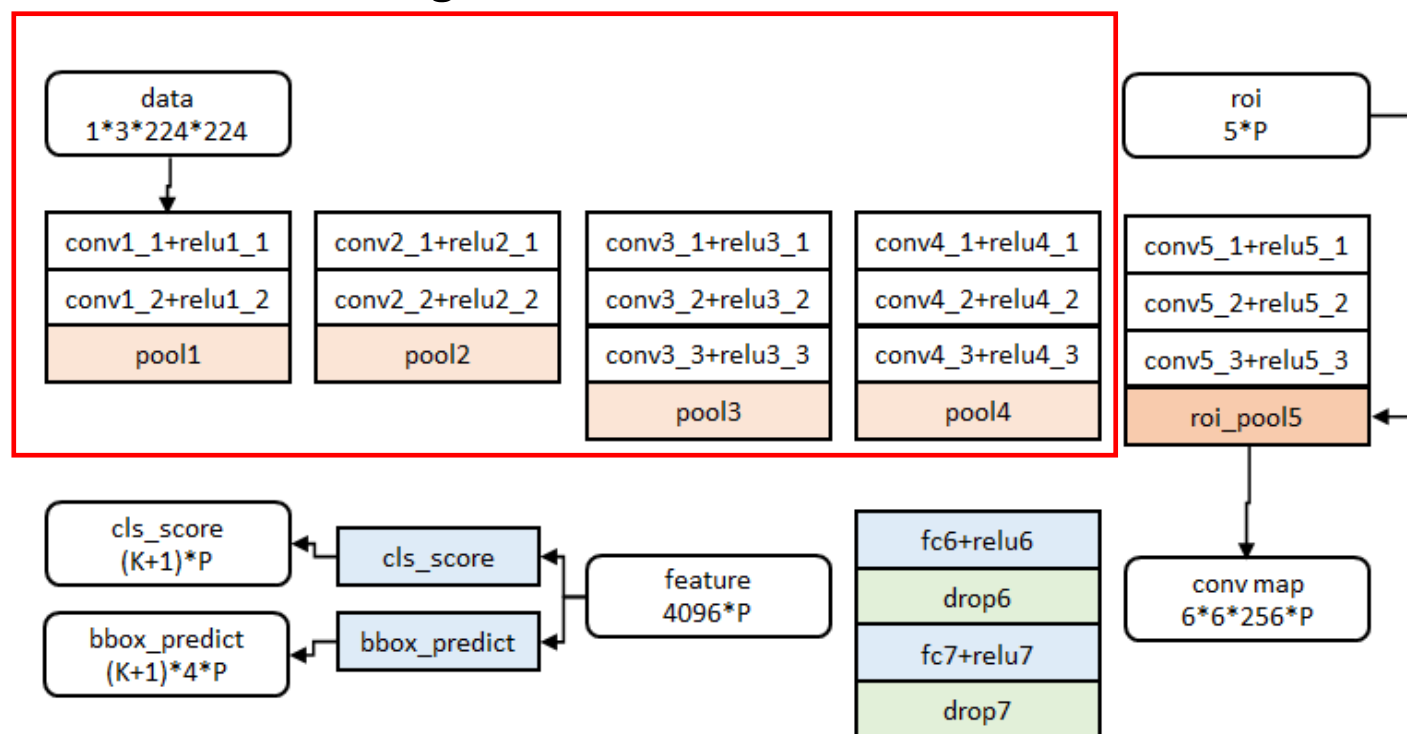 data
1*3*224*224
roi
5*P
conv1_1+relu1_1
conv1_2+relu1_2
pool1
conv2_1+relu2_1
conv2_2+relu2_2
pool2
conv3_1+relu3_1
conv3_2+relu3_2
conv3_3+relu3_3
pool3
conv4_1+relu4_1
conv4_2+relu4_2
conv4_3+relu4_3
pool4
conv5_1+relu5_1
conv5_2+relu5_2
conv5_3+relu5_3
roi_pool5
cls_score
(K+1)*P
bbox_predict
(K+1)*4*P
cls_score
bbox_predict
feature
4096*P
fc6+relu6
drop6
fc7+relu7
drop7
conv map
6*6*256*P